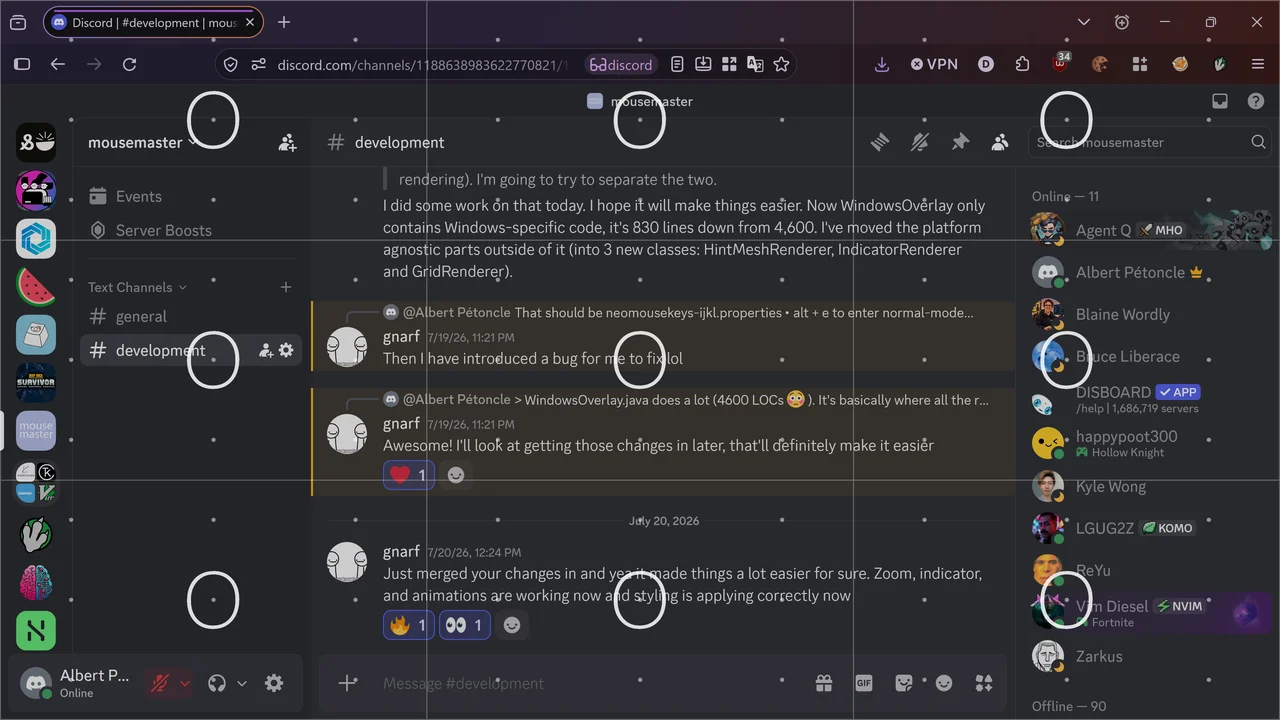 Discord | #development | mous
discord.com/channels/1188638983622770821/1
discord
VPN
D
34
mousemaster
mousemaster
Events
Server Boosts
Text Channels
# general
# development
mouse
master
SURVIVOR
Albert P...
Online
# development
Search mousemaster
rendering). I'm going to try to separate the two.
I did some work on that today. I hope it will make things easier. Now WindowsOverlay only
contains Windows-specific code, it's 830 lines down from 4,600. I've moved the platform
agnostic parts outside of it (into 3 new classes: HintMeshRenderer, IndicatorRenderer
and GridRenderer).
@Albert Pétoncle That should be neomousekeys-ijkl.properties • alt + e to enter normal-mode...
gnarf 7/19/26, 11:21 PM
Then I have introduced a bug for me to fix lol
@Albert Pétoncle > WindowsOverlay.java does a lot (4600 LOCs 😳 ). It's basically where all the r...
gnarf 7/19/26, 11:21 PM
Awesome! I'll look at getting those changes in later, that'll definitely make it easier
❤️ 1
July 20, 2026
gnarf 7/20/26, 12:24 PM
Just merged your changes in and yea it made things a lot easier for sure. Zoom, indicator,
and animations are working now and styling is applying correctly now
🔥 1 👀 1
Message #development
GIF
Online — 11
Agent Q MHO
Albert Pétoncle
Blaine Wordly
Bruce Liberace
DISBOARD ✓ APP
/help | 1,686,719 servers
happypoot300
Hollow Knight
Kyle Wong
LGUG2Z KOMO
ReYu
Vim Diesel NVIM
Fortnite
Zarkus
Offline — 90
O O O
O O O
O O O